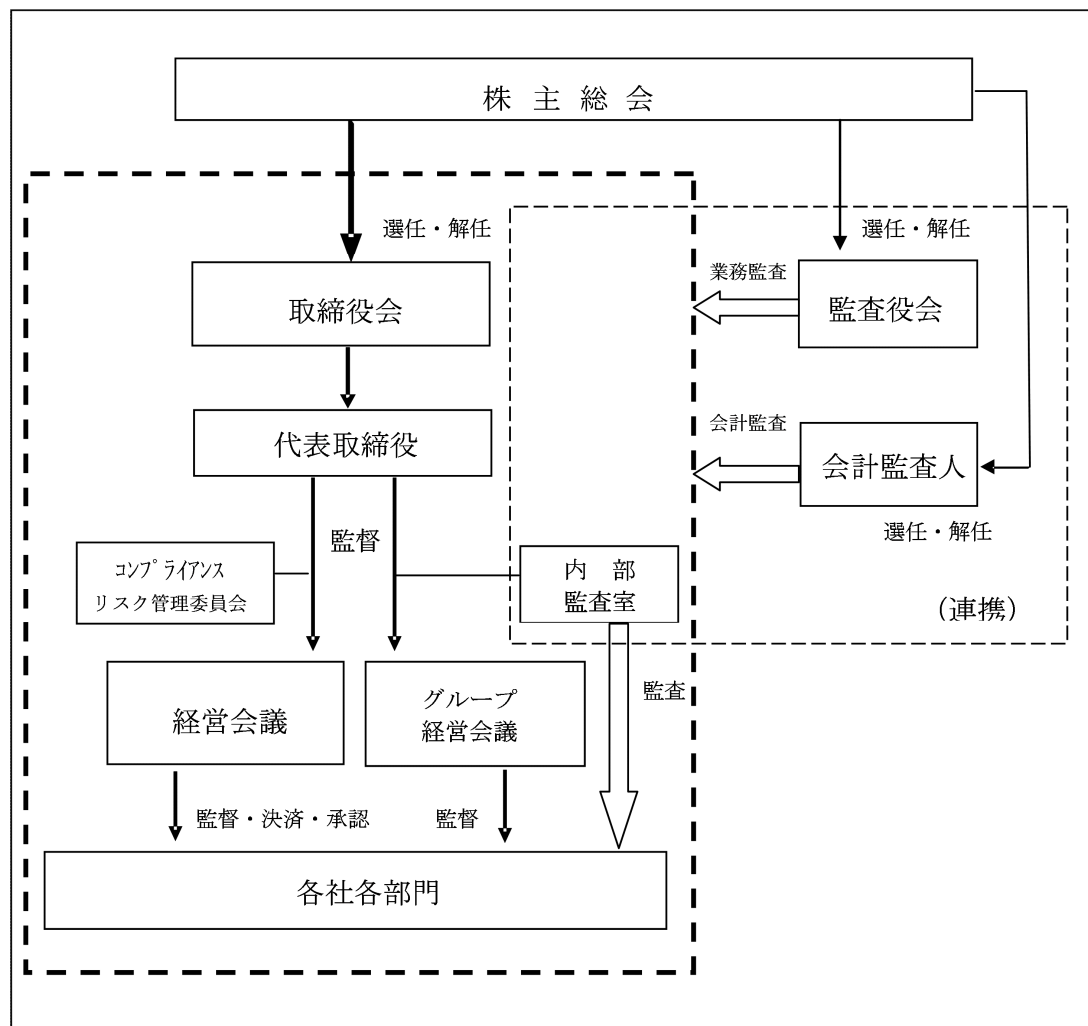 株主総会
選任・解任
選任・解任
業務監査
取締役会
監査役会
会計監査
代表取締役
会計監査人
選任・解任
監督
コンプライアンス
リスク管理委員会
内部
監査室
(連携)
監査
経営会議
グループ
経営会議
監督・決済・承認
監督
各社各部門